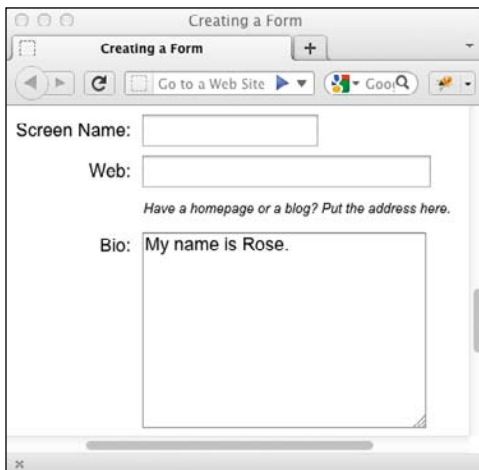 Creating a Form
Creating a Form
Go to a Web Site
Goo
Screen Name:
Web:
Have a homepage or a blog? Put the address here.
Bio:
My name is Rose.